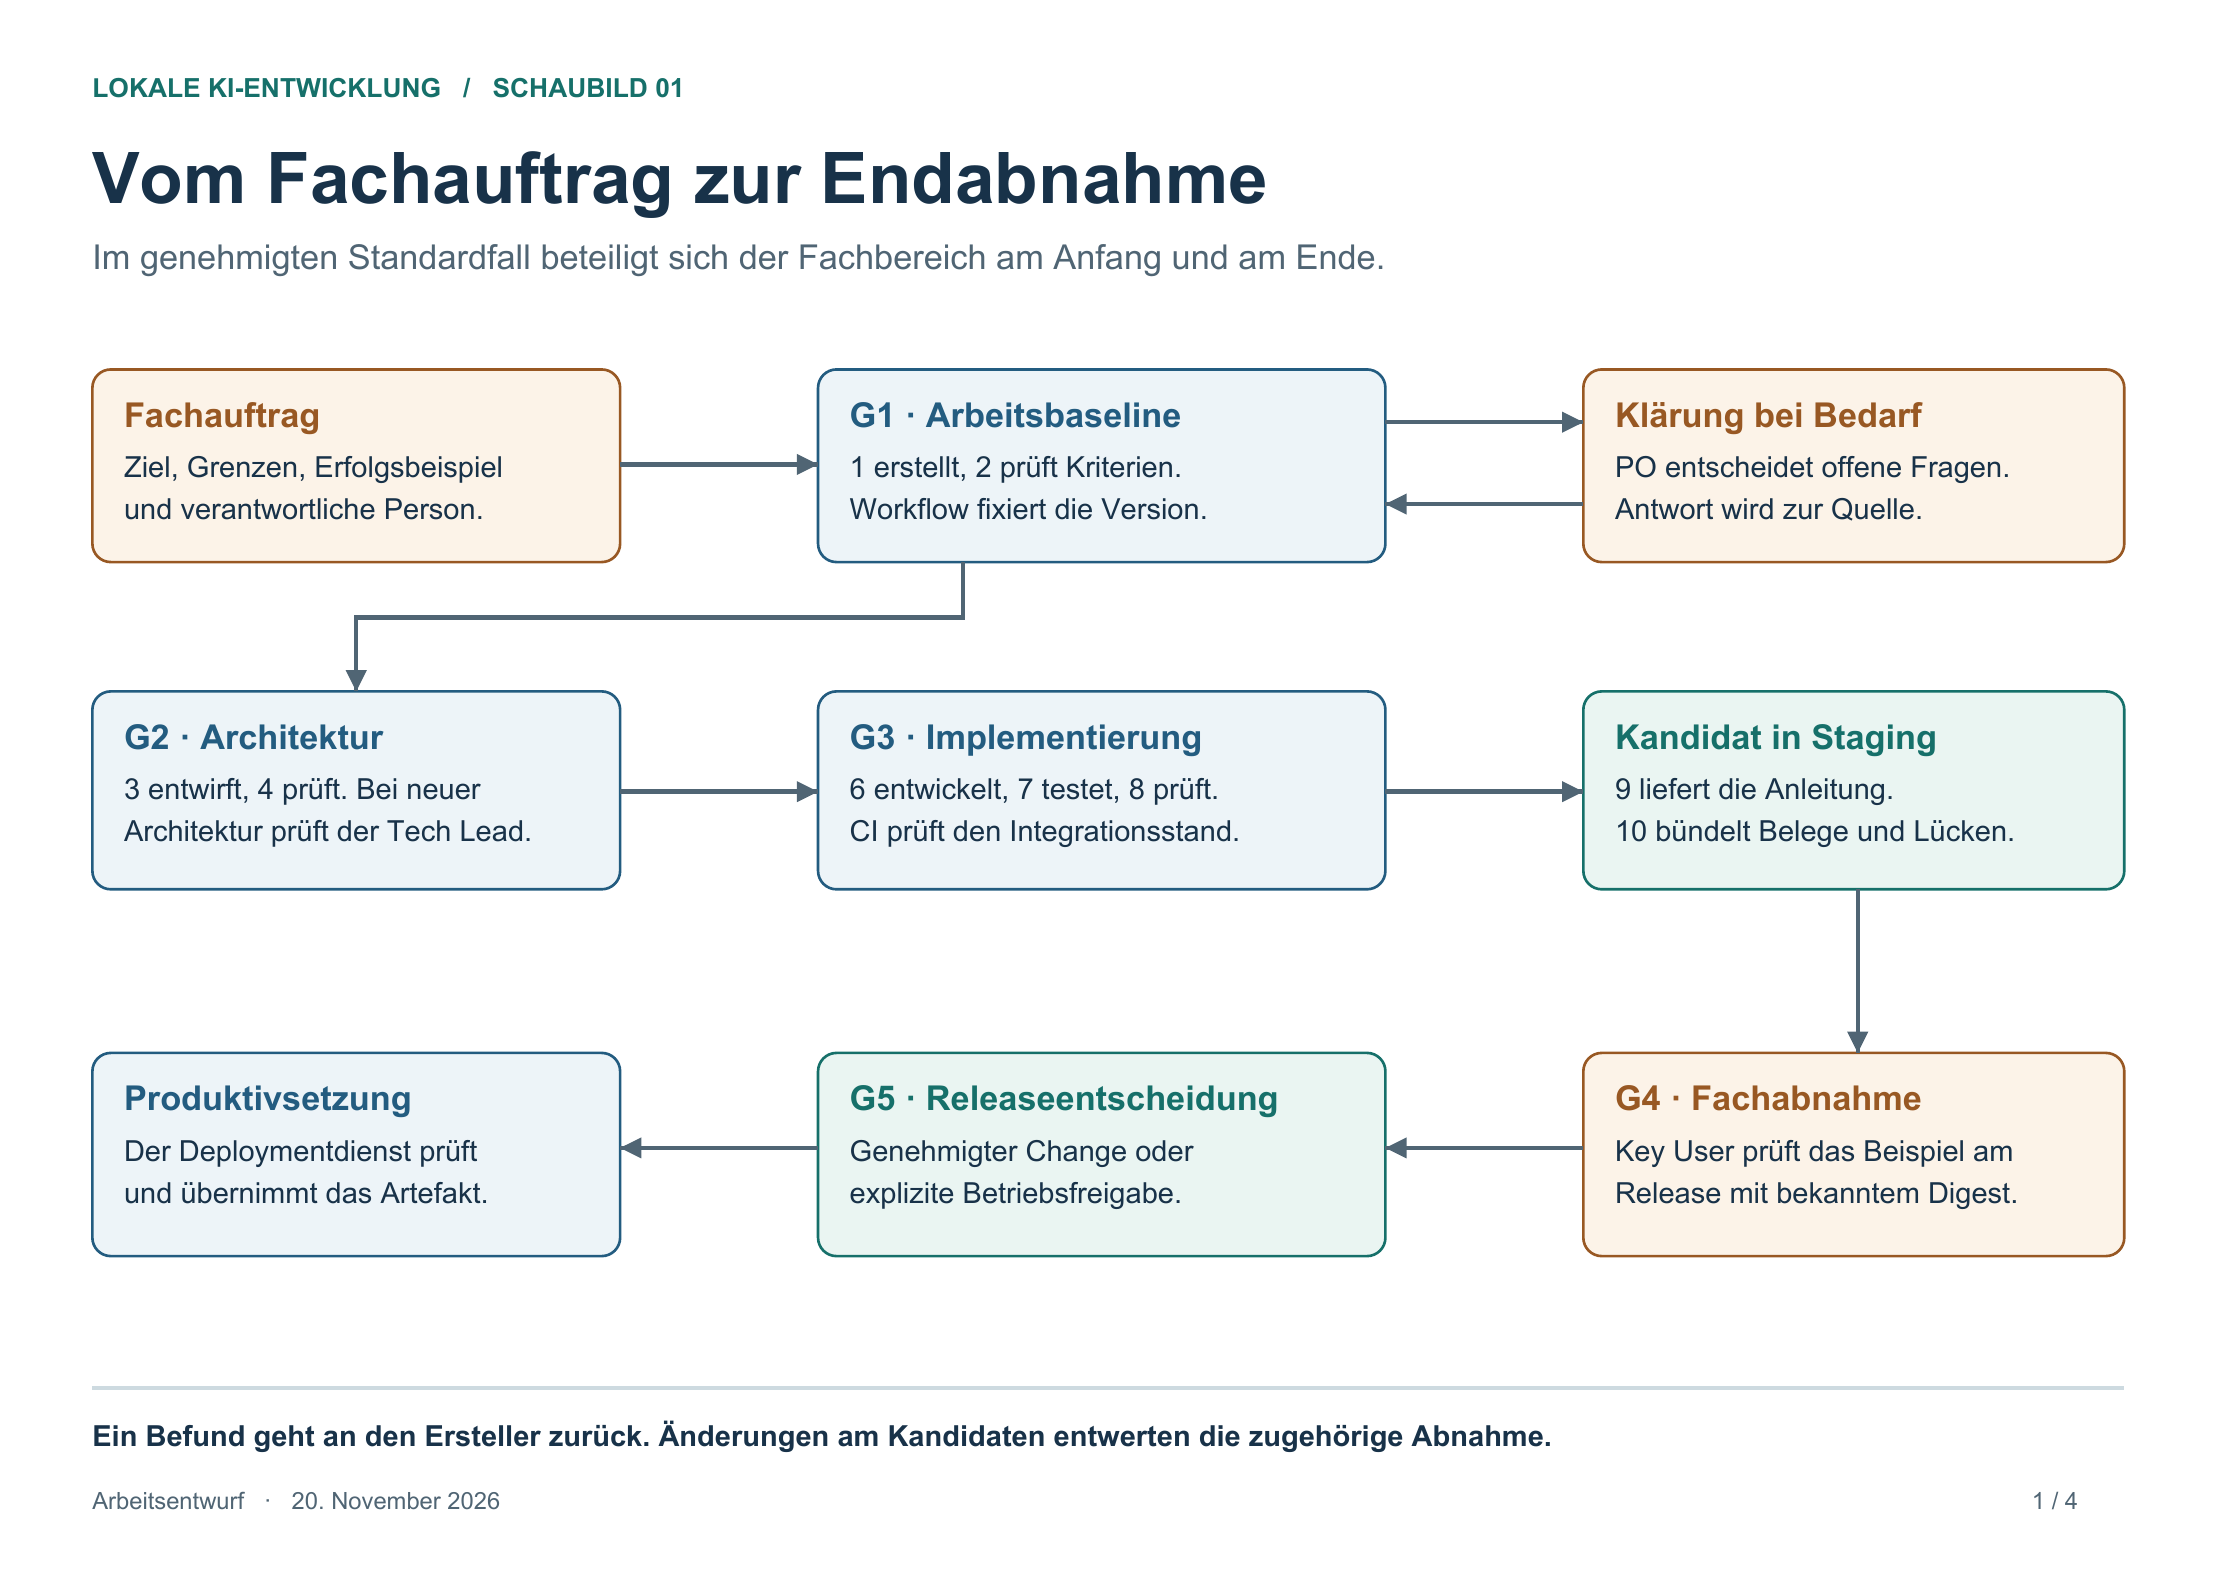 LOKALE KI-ENTWICKLUNG / SCHAUBILD 01
Vom Fachauftrag zur Endabnahme
Im genehmigten Standardfall beteiligt sich der Fachbereich am Anfang und am Ende.
Fachauftrag
Ziel, Grenzen, Erfolgsbeispiel
und verantwortliche Person.
G1 · Arbeitsbaseline
1 erstellt, 2 prüft Kriterien.
Workflow fixiert die Version.
Klärung bei Bedarf
PO entscheidet offene Fragen.
Antwort wird zur Quelle.
G2 · Architektur
3 entwirft, 4 prüft. Bei neuer
Architektur prüft der Tech Lead.
G3 · Implementierung
6 entwickelt, 7 testet, 8 prüft.
CI prüft den Integrationsstand.
Kandidat in Staging
9 liefert die Anleitung.
10 bündelt Belege und Lücken.
Produktivsetzung
Der Deploymentdienst prüft
und übernimmt das Artefakt.
G5 · Releaseentscheidung
Genehmigter Change oder
explizite Betriebsfreigabe.
G4 · Fachabnahme
Key User prüft das Beispiel am
Release mit bekanntem Digest.
Ein Befund geht an den Ersteller zurück. Änderungen am Kandidaten entwerten die zugehörige Abnahme.
Arbeitsentwurf · 20. November 2026
1 / 4